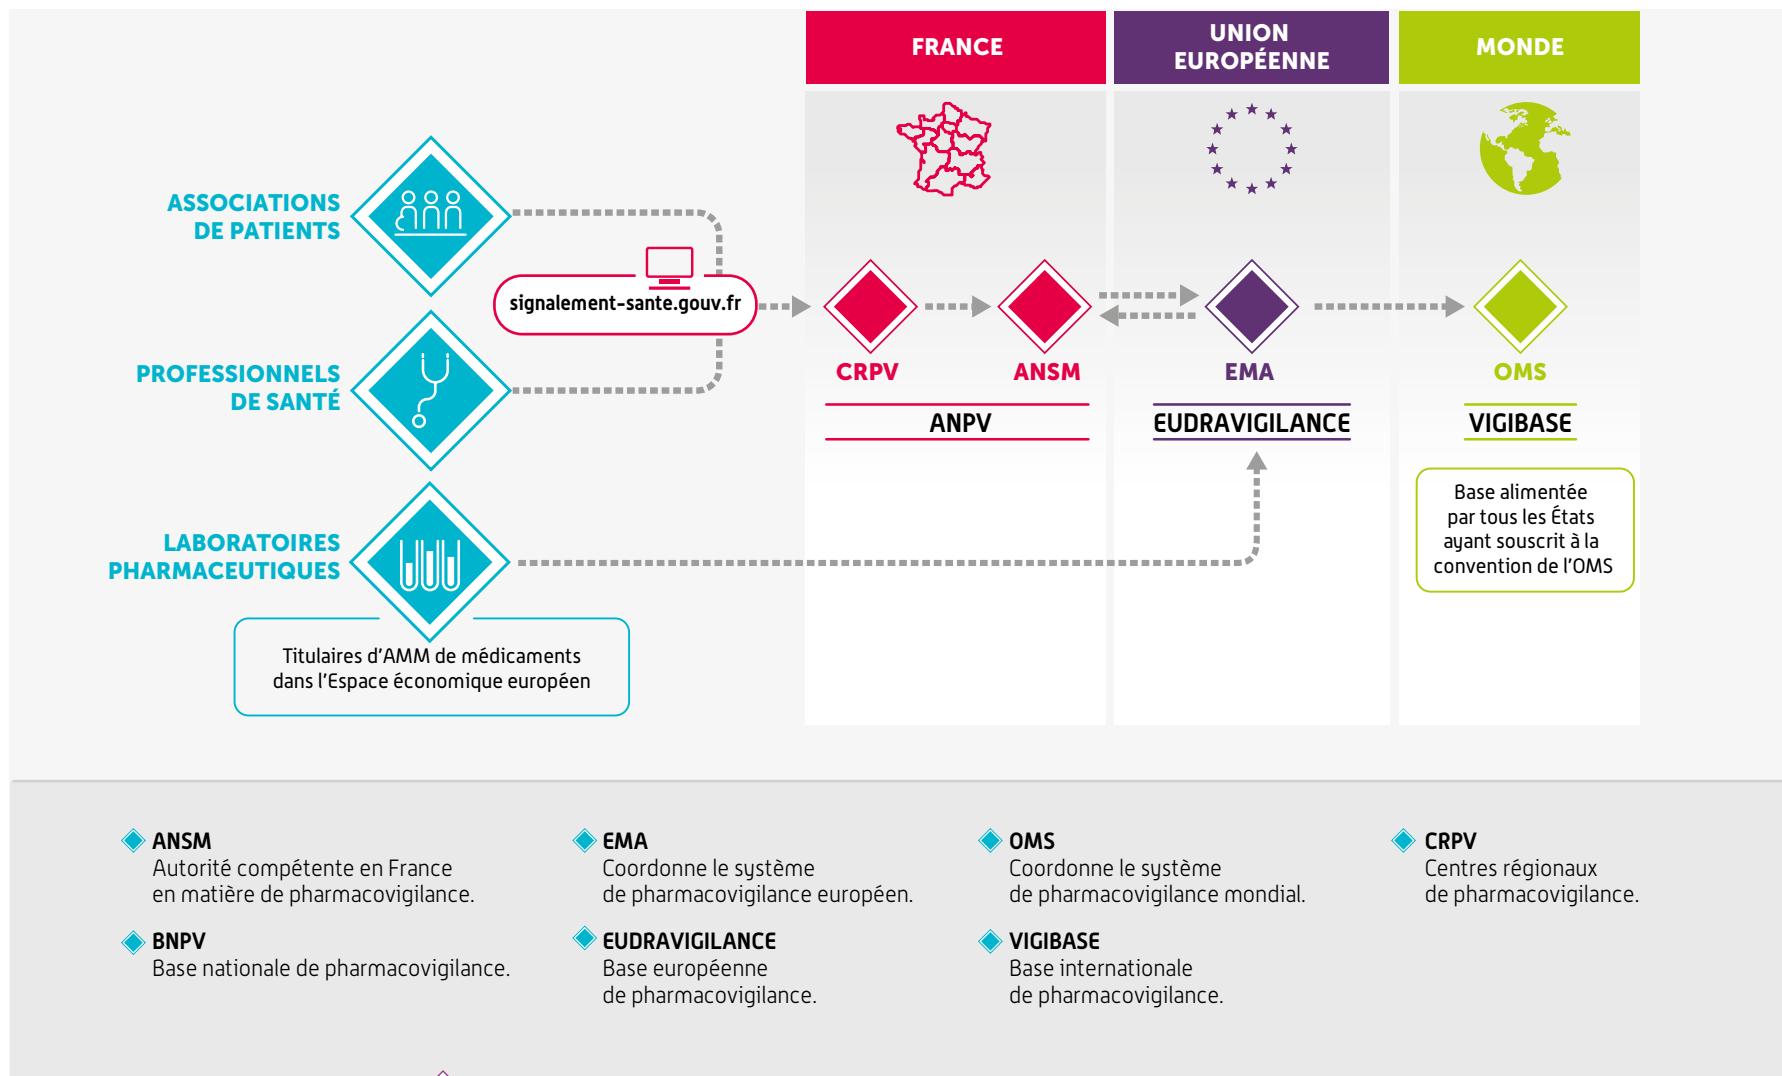 FRANCE
UNION
EUROPÉENNE
MONDE
ASSOCIATIONS
DE PATIENTS
signalement-sante.gouv.fr
PROFESSIONNELS
DE SANTÉ
LABORATOIRES
PHARMACEUTIQUES
Titulaires d'AMM de médicaments
dans l'Espace économique européen
CRPV
ANSM
ANPV
EMA
EUDRAVIGILANCE
OMS
VIGIBASE
Base alimentée
par tous les États
ayant souscrit à la
convention de l'OMS
ANSM
Autorité compétente en France
en matière de pharmacovigilance.
BNPV
Base nationale de pharmacovigilance.
EMA
Coordonne le système
de pharmacovigilance européen.
EUDRAVIGILANCE
Base européenne
de pharmacovigilance.
OMS
Coordonne le système
de pharmacovigilance mondial.
VIGIBASE
Base internationale
de pharmacovigilance.
CRPV
Centres régionaux
de pharmacovigilance.